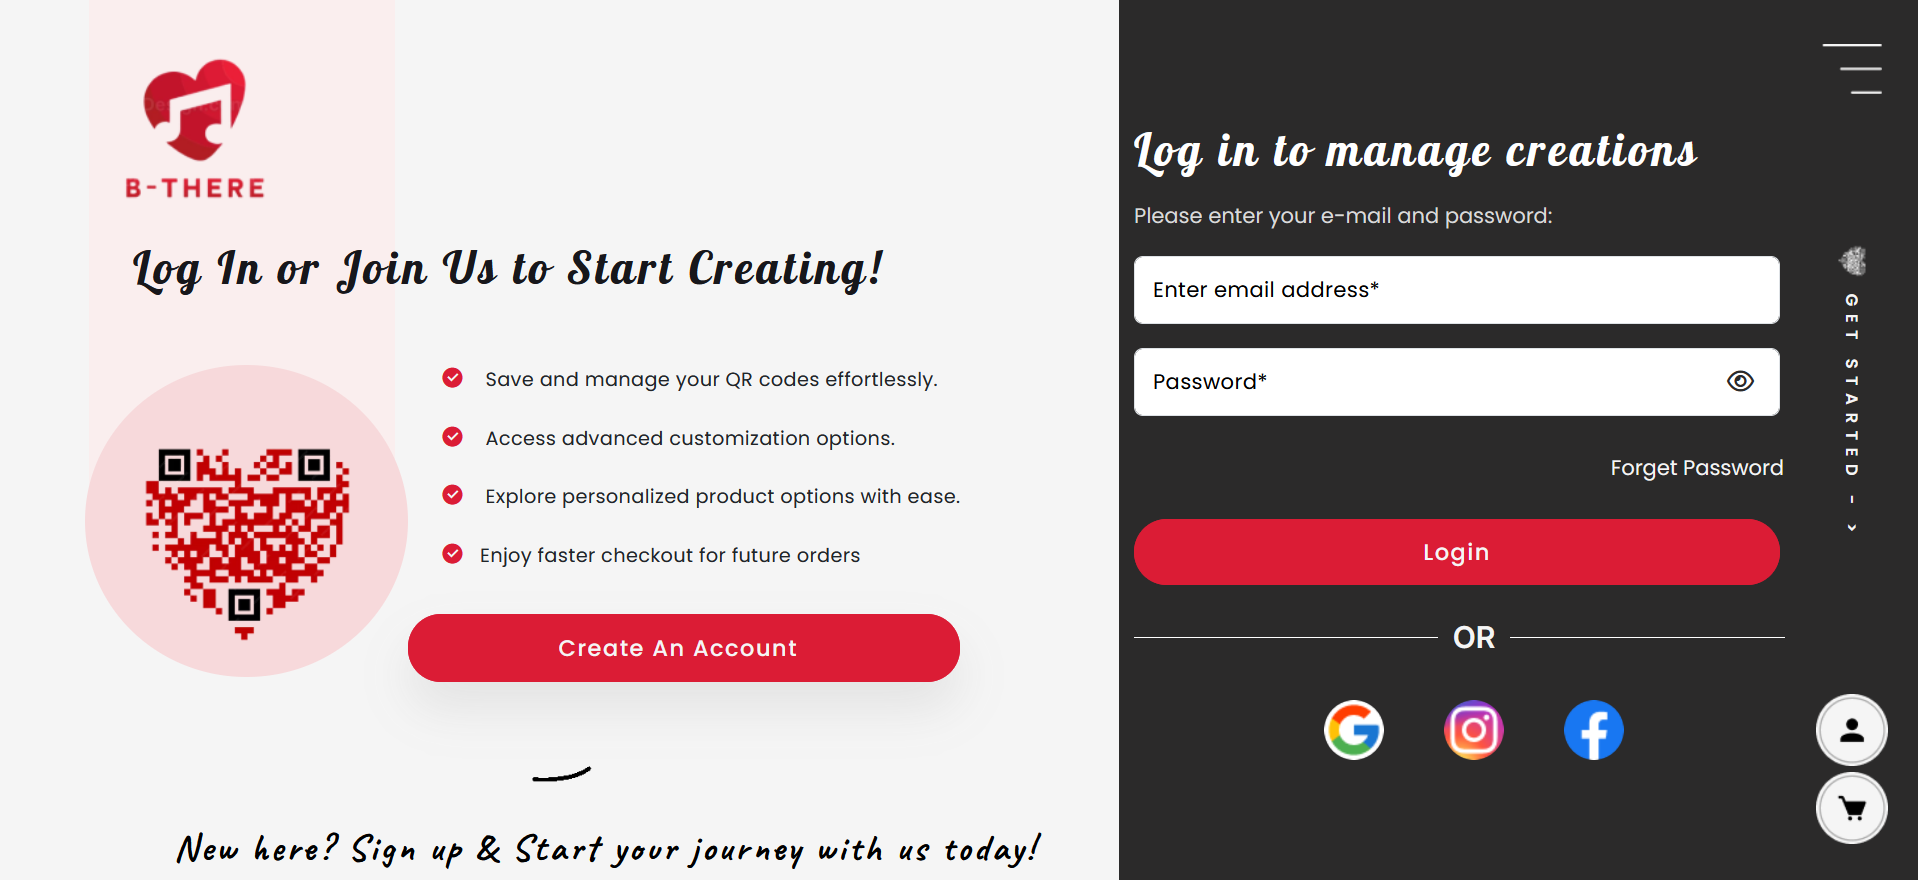 B-THERE
Log In or Join Us to Start Creating!
Save and manage your QR codes effortlessly.
Access advanced customization options.
Explore personalized product options with ease.
Enjoy faster checkout for future orders
Create An Account
New here? Sign up & Start your journey with us today!
Log in to manage creations
Please enter your e-mail and password:
Enter email address*
Password*
Forget Password
Login
OR
GET STARTED - >